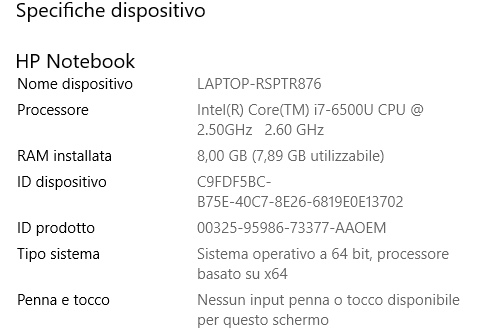 Specifiche dispositivo
HP Notebook
Nome dispositivo LAPTOP-RSPTR876
Processore Intel(R) Core(TM) i7-6500U CPU @
2.50GHz 2.60 GHz
RAM installata 8,00 GB (7,89 GB utilizzabile)
ID dispositivo C9FDF5BC-
B75E-40C7-8E26-6819E0E13702
ID prodotto 00325-95986-73377-AAOEM
Tipo sistema Sistema operativo a 64 bit, processore
basato su x64
Penna e tocco Nessun input penna o tocco disponibile
per questo schermo